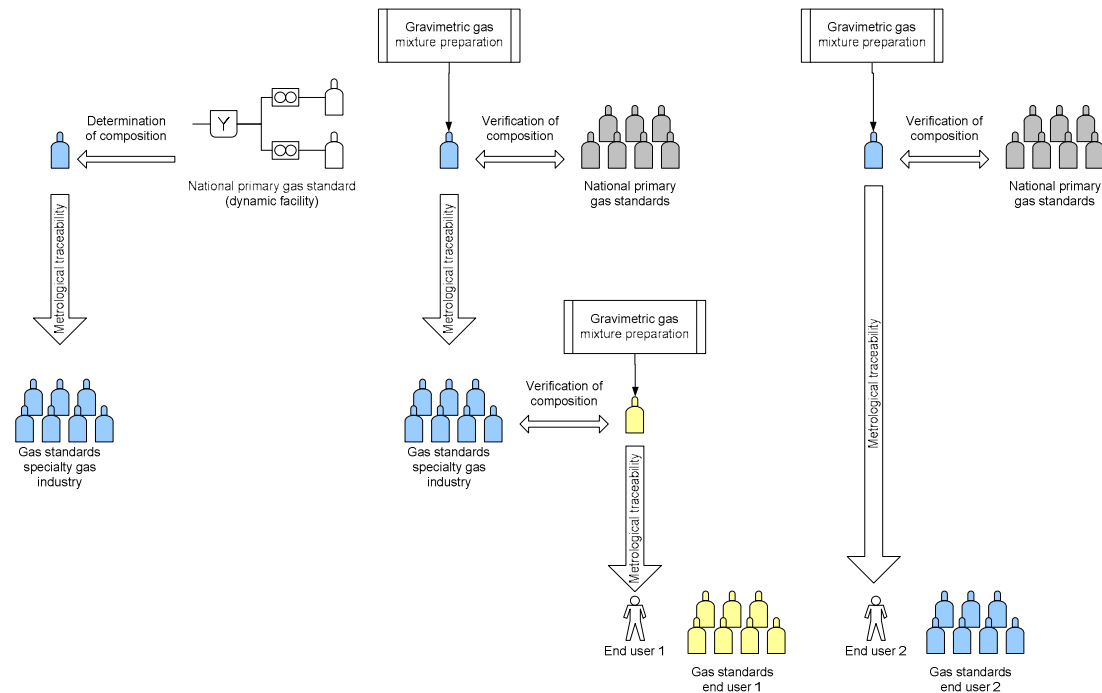 Gravimetric gas
mixture preparation
Gravimetric gas
mixture preparation
Determination
of composition
Y
National primary gas standard
(dynamic facility)
Verification of
composition
National primary
gas standards
Verification of
composition
National primary
gas standards
Metrological traceability
Metrological traceability
Metrological traceability
Gravimetric gas
mixture preparation
Gas standards
specialty gas
industry
Gas standards
specialty gas
industry
Verification of
composition
Metrological traceability
End user 1
Gas standards
end user 1
End user 2
Gas standards
end user 2